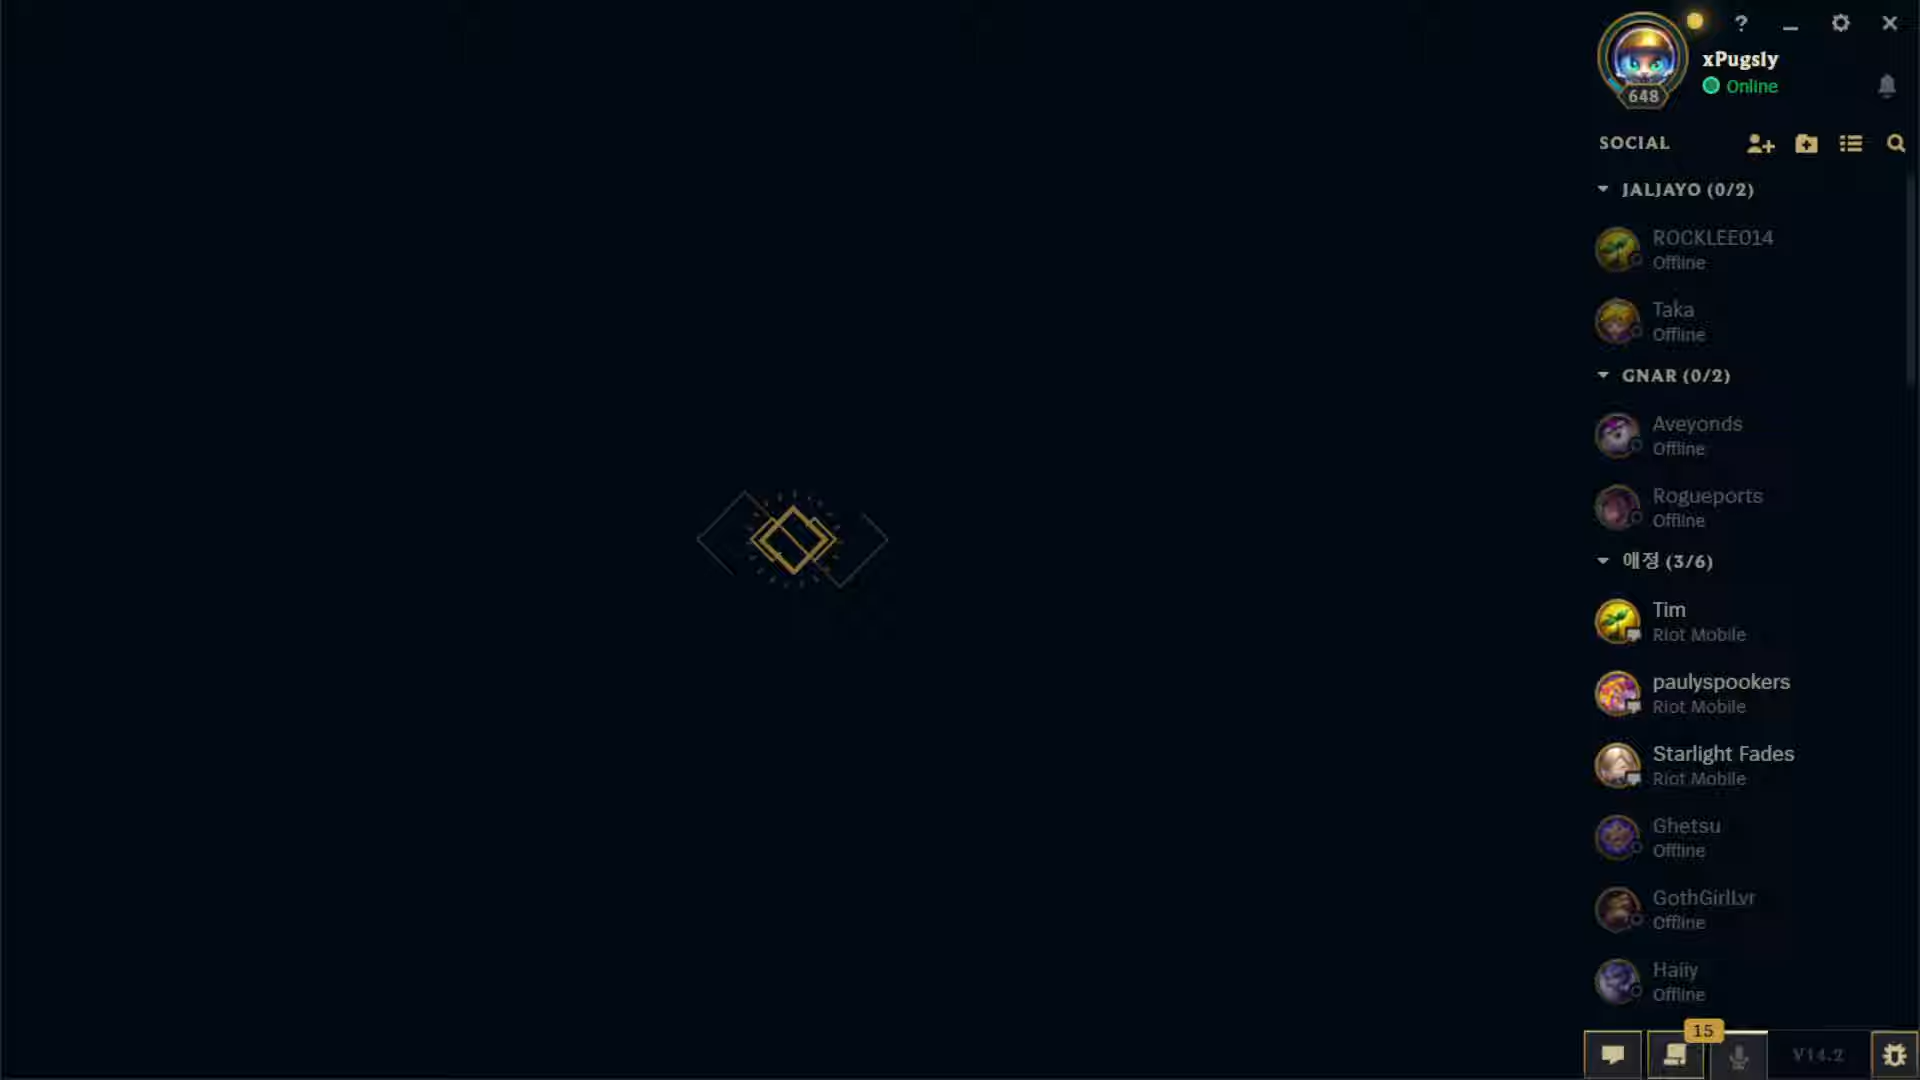 ?
xPugsly
Online
648
SOCIAL
JALJAYO (0/2)
ROCKLEE014
Offline
Taka
Offline
GNAR (0/2)
Aveyonds
Offline
Rogueports
Offline
애정 (3/6)
Tim
Riot Mobile
paulyspookers
Riot Mobile
Starlight Fades
Riot Mobile
Ghetsu
Offline
GothGirlLvr
Offline
Haiiy
Offline
15
V14.2